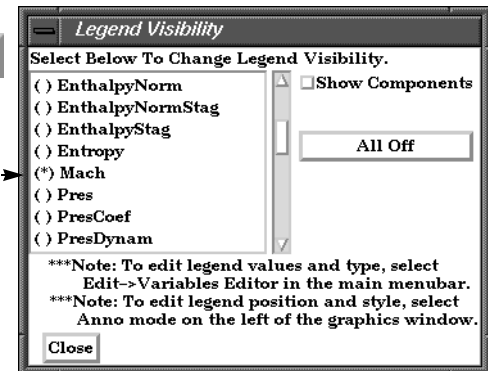 Legend Visibility
Select Below To Change Legend Visibility.
( ) EnthalpyNorm
( ) EnthalpyNormStag
( ) EnthalpyStag
( ) Entropy
(*) Mach
( ) Pres
( ) PresCoef
( ) PresDynam
Show Components
All Off
***Note: To edit legend values and type, select
Edit->Variables Editor in the main menubar.
***Note: To edit legend position and style, select
Anno mode on the left of the graphics window.
Close